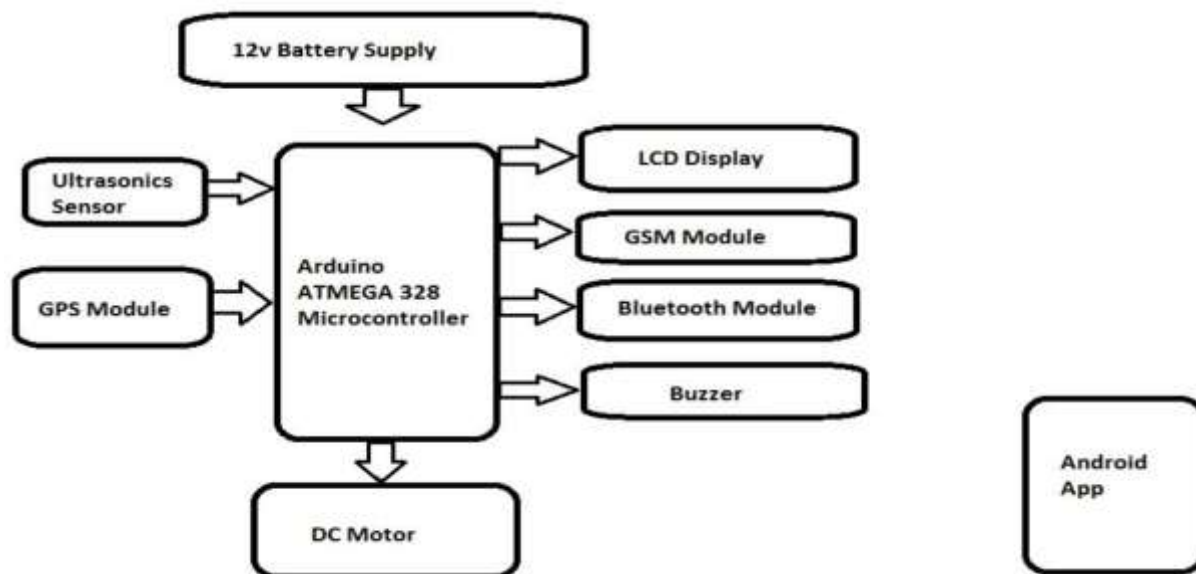 12v Battery Supply
Ultrasonics
Sensor
GPS Module
Arduino
ATMEGA 328
Microcontroller
LCD Display
GSM Module
Bluetooth Module
Buzzer
DC Motor
Android
App